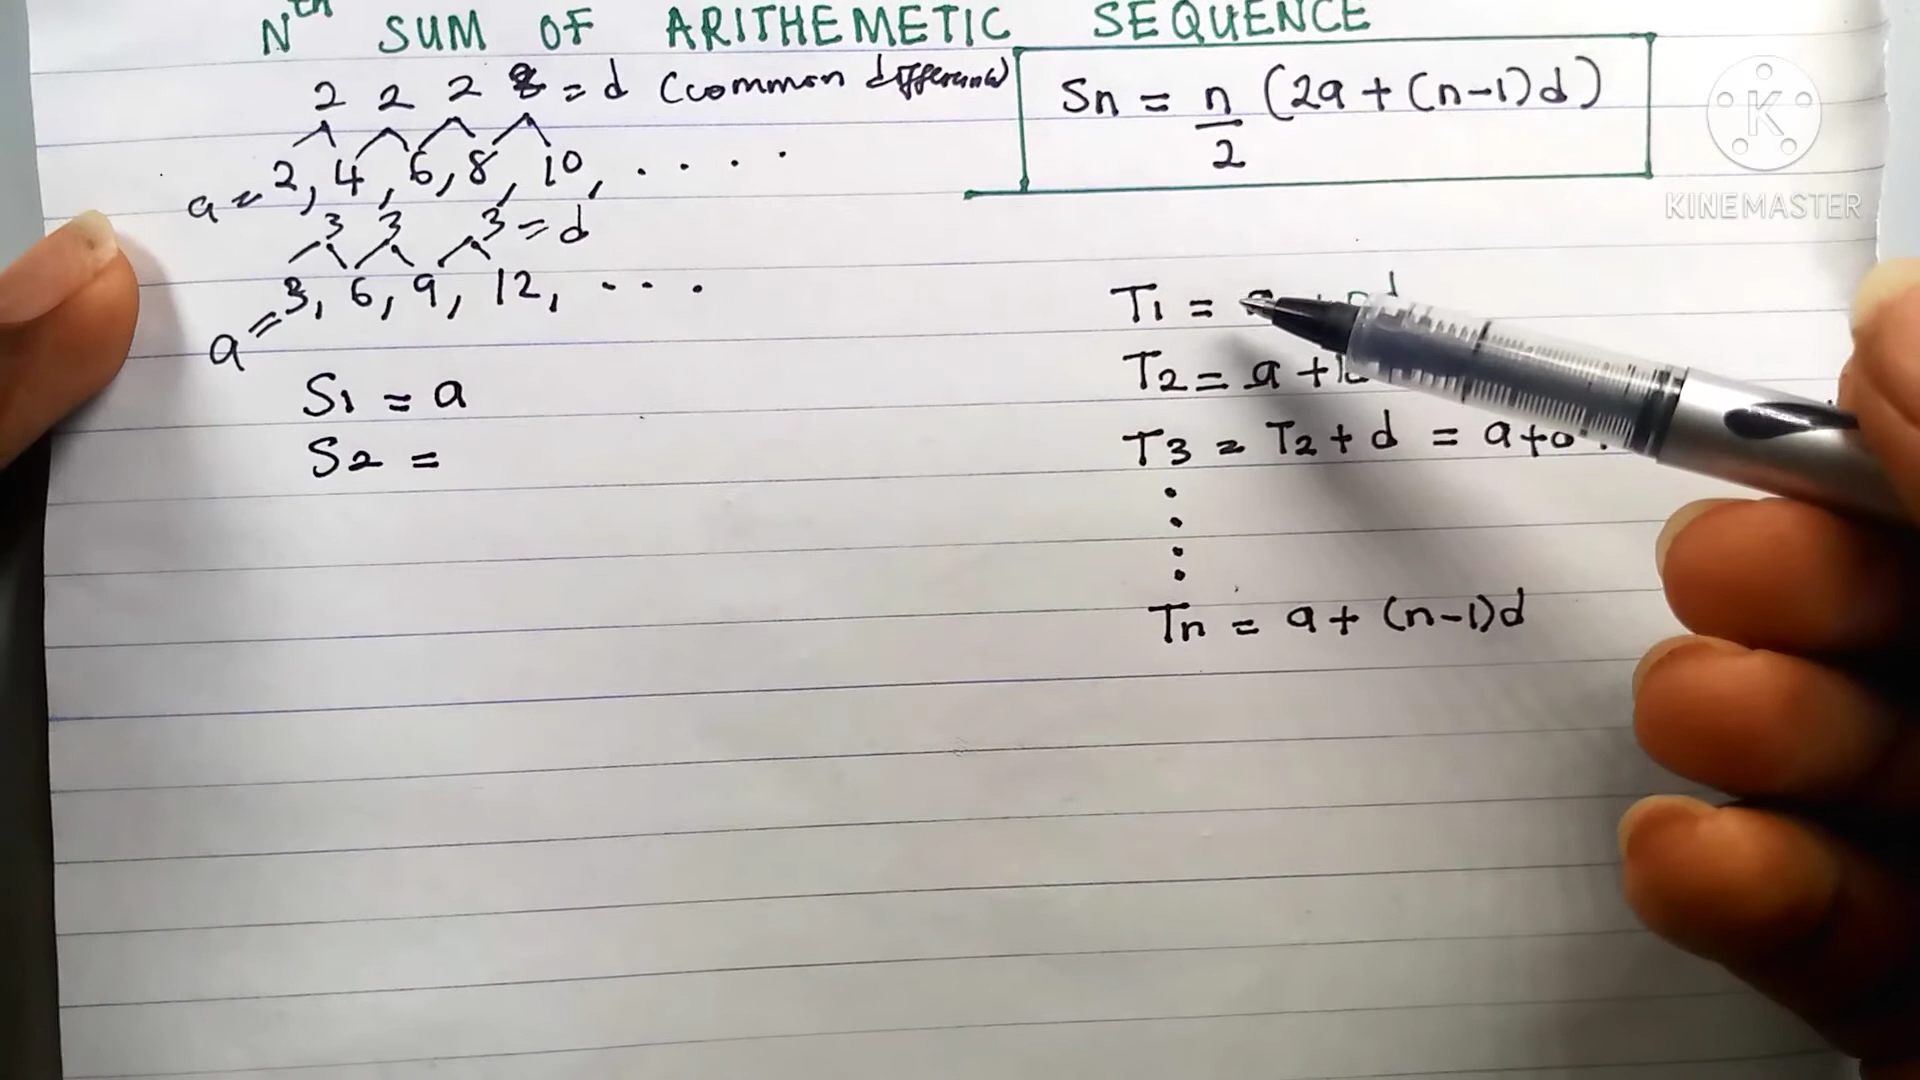 Nth SUM OF ARITHEMETIC SEQUENCE
2 2 2 2 = d (common difference)
a = 2, 4, 6, 8, 10, . . . .
3 3 3 = d
a = 3, 6, 9, 12, . . .
S1 = a
S2 =
Sn = n/2 (2a + (n-1)d)
K
KINEMASTER
T1 =
T2 = a +
T3 = T2 + d = a+
Tn = a + (n-1)d